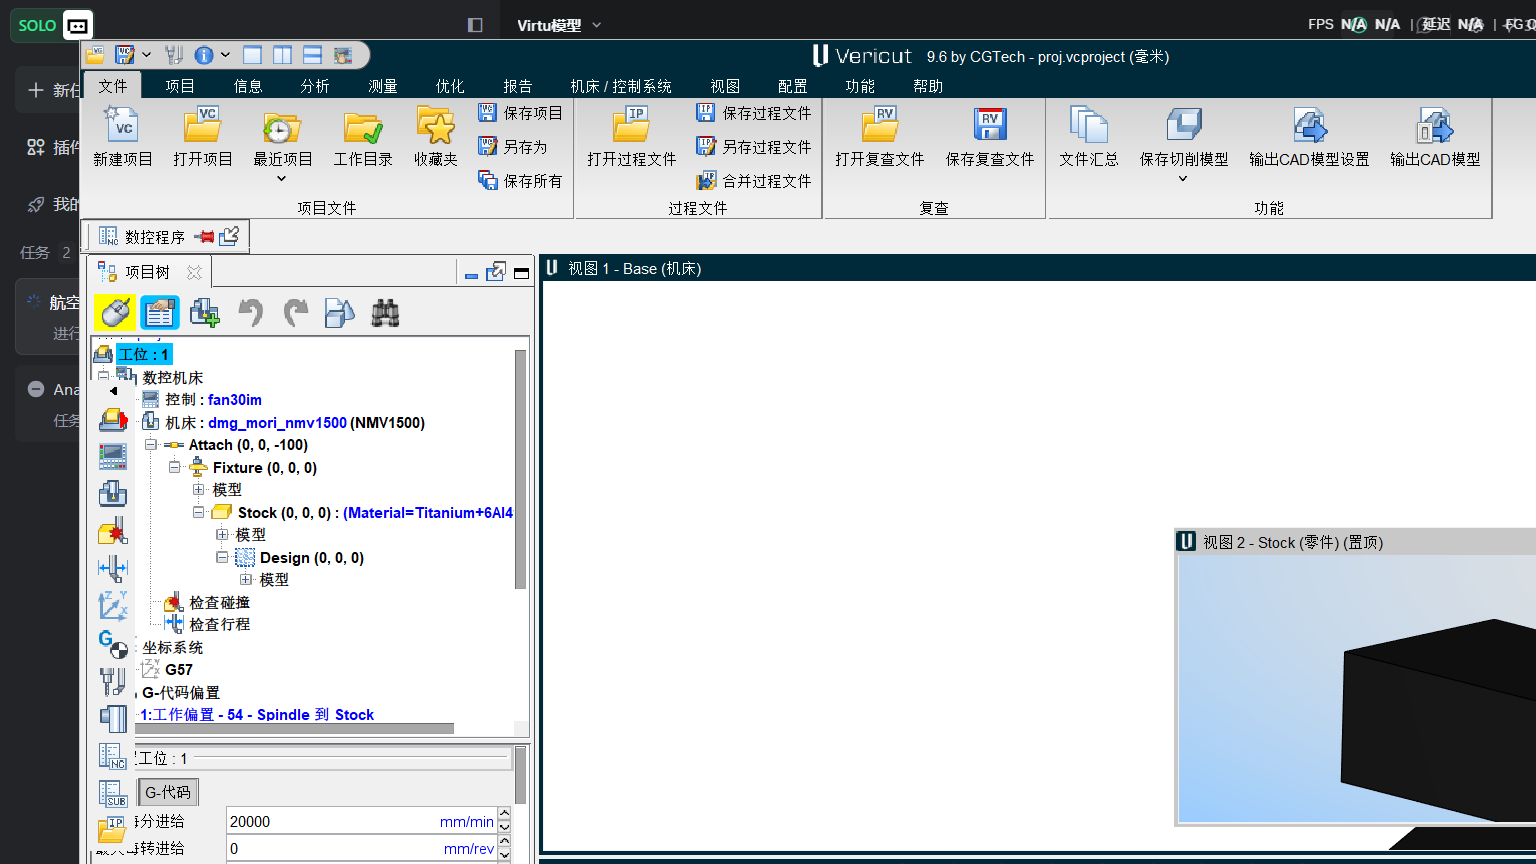 SOLO
Virtu模型
FPS N/A N/A | 延迟 N/A | FG
新任
插件
我的
任务 2
航空
进行
Ana
任务
Vericut 9.6 by CGTech - proj.vcproject (毫米)
文件 项目 信息 分析 测量 优化 报告 机床 / 控制系统 视图 配置 功能 帮助
新建项目 打开项目 最近项目 工作目录 收藏夹
保存项目
另存为
保存所有
项目文件
打开过程文件
保存过程文件
另存过程文件
合并过程文件
过程文件
打开复查文件 保存复查文件
复查
文件汇总 保存切削模型 输出CAD模型设置 输出CAD模型
功能
数控程序
项目树
工位 : 1
数控机床
控制 : fan30im
机床 : dmg_mori_nmv1500 (NMV1500)
Attach (0, 0, -100)
Fixture (0, 0, 0)
模型
Stock (0, 0, 0) : (Material=Titanium+6Al4
模型
Design (0, 0, 0)
模型
检查碰撞
检查行程
坐标系统
G57
G-代码偏置
1:工作偏置 - 54 - Spindle 到 Stock
工位 : 1
G-代码
每分进给 20000 mm/min
最大每转进给 0 mm/rev
视图 1 - Base (机床)
视图 2 - Stock (零件) (置顶)